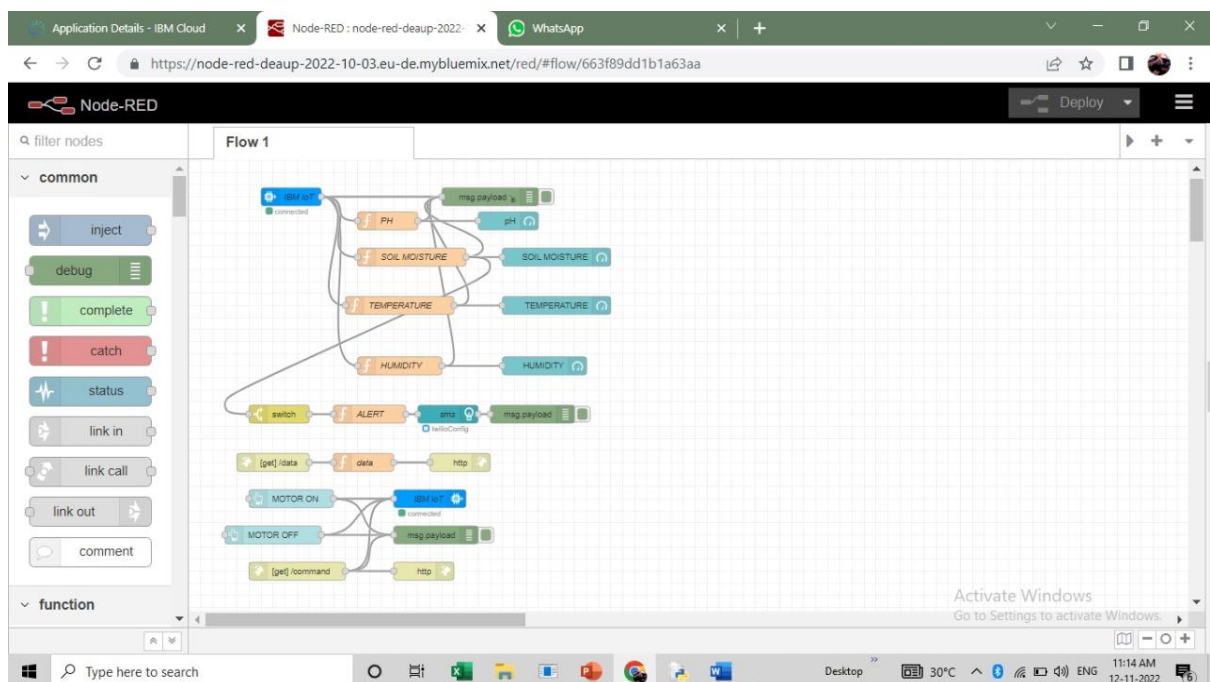 Application Details - IBM Cloud
Node-RED : node-red-deaup-2022-
WhatsApp
https://node-red-deaup-2022-10-03.eu-de.mybluemix.net/red/#flow/663f89dd1b1a63aa
Node-RED
Deploy
filter nodes
Flow 1
common
inject
debug
complete
catch
status
link in
link call
link out
comment
function
IBM IoT
connected
msg.payload
PH
pH
SOIL MOISTURE
SOIL MOISTURE
TEMPERATURE
TEMPERATURE
HUMIDITY
HUMIDITY
switch
ALERT
sms
msg.payload
twilioConfig
[get] /data
data
http
MOTOR ON
IBM IoT
connected
MOTOR OFF
msg.payload
[get] /command
http
Activate Windows
Go to Settings to activate Windows.
Type here to search
Desktop
30°C
ENG
11:14 AM
12-11-2022
6